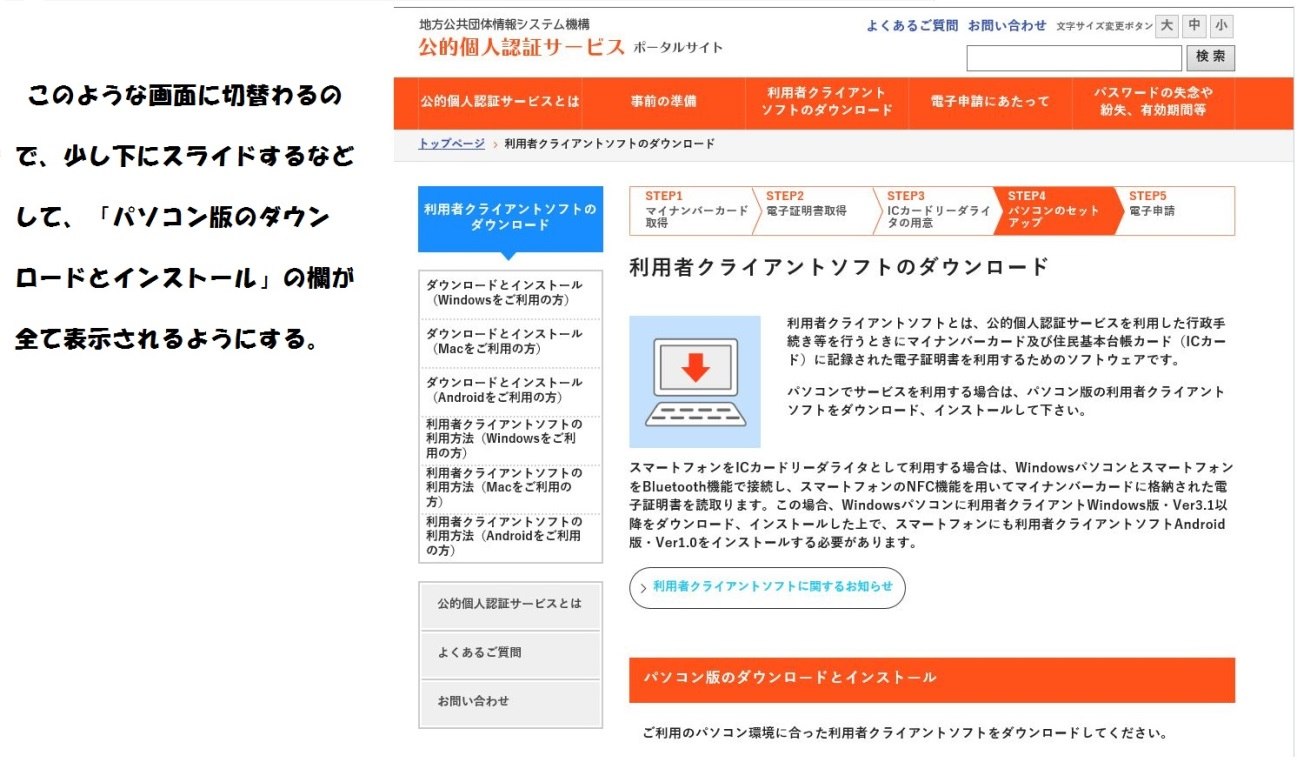 このような画面に切替わるの
で、少し下にスライドするなど
して、「パソコン版のダウン
ロードとインストール」の欄が
全て表示されるようにする。
地方公共団体情報システム機構
公的個人認証サービス ポータルサイト
よくあるご質問 お問い合わせ 文字サイズ変更ボタン 大 中 小
検索
公的個人認証サービスとは
事前の準備
利用者クライアント
ソフトのダウンロード
電子申請にあたって
パスワードの失念や
紛失、有効期間等
トップページ > 利用者クライアントソフトのダウンロード
利用者クライアントソフトの
ダウンロード
ダウンロードとインストール
（Windowsをご利用の方）
ダウンロードとインストール
（Macをご利用の方）
ダウンロードとインストール
（Androidをご利用の方）
利用者クライアントソフトの
利用方法（Windowsをご利
用の方）
利用者クライアントソフトの
利用方法（Macをご利用の
方）
利用者クライアントソフトの
利用方法（Androidをご利用
の方）
公的個人認証サービスとは
よくあるご質問
お問い合わせ
STEP1
マイナンバーカード
取得
STEP2
電子証明書取得
STEP3
ICカードリーダライ
タの用意
STEP4
パソコンのセット
アップ
STEP5
電子申請
利用者クライアントソフトのダウンロード
利用者クライアントソフトとは、公的個人認証サービスを利用した行政手
続き等を行うときにマイナンバーカード及び住民基本台帳カード（ICカー
ド）に記録された電子証明書を利用するためのソフトウェアです。
パソコンでサービスを利用する場合は、パソコン版の利用者クライアント
ソフトをダウンロード、インストールして下さい。
スマートフォンをICカードリーダライタとして利用する場合は、Windowsパソコンとスマートフォン
をBluetooth機能で接続し、スマートフォンのNFC機能を用いてマイナンバーカードに格納された電
子証明書を読取ります。この場合、Windowsパソコンに利用者クライアントWindows版・Ver3.1以
降をダウンロード、インストールした上で、スマートフォンにも利用者クライアントソフトAndroid
版・Ver1.0をインストールする必要があります。
> 利用者クライアントソフトに関するお知らせ
パソコン版のダウンロードとインストール
ご利用のパソコン環境に合った利用者クライアントソフトをダウンロードしてください。